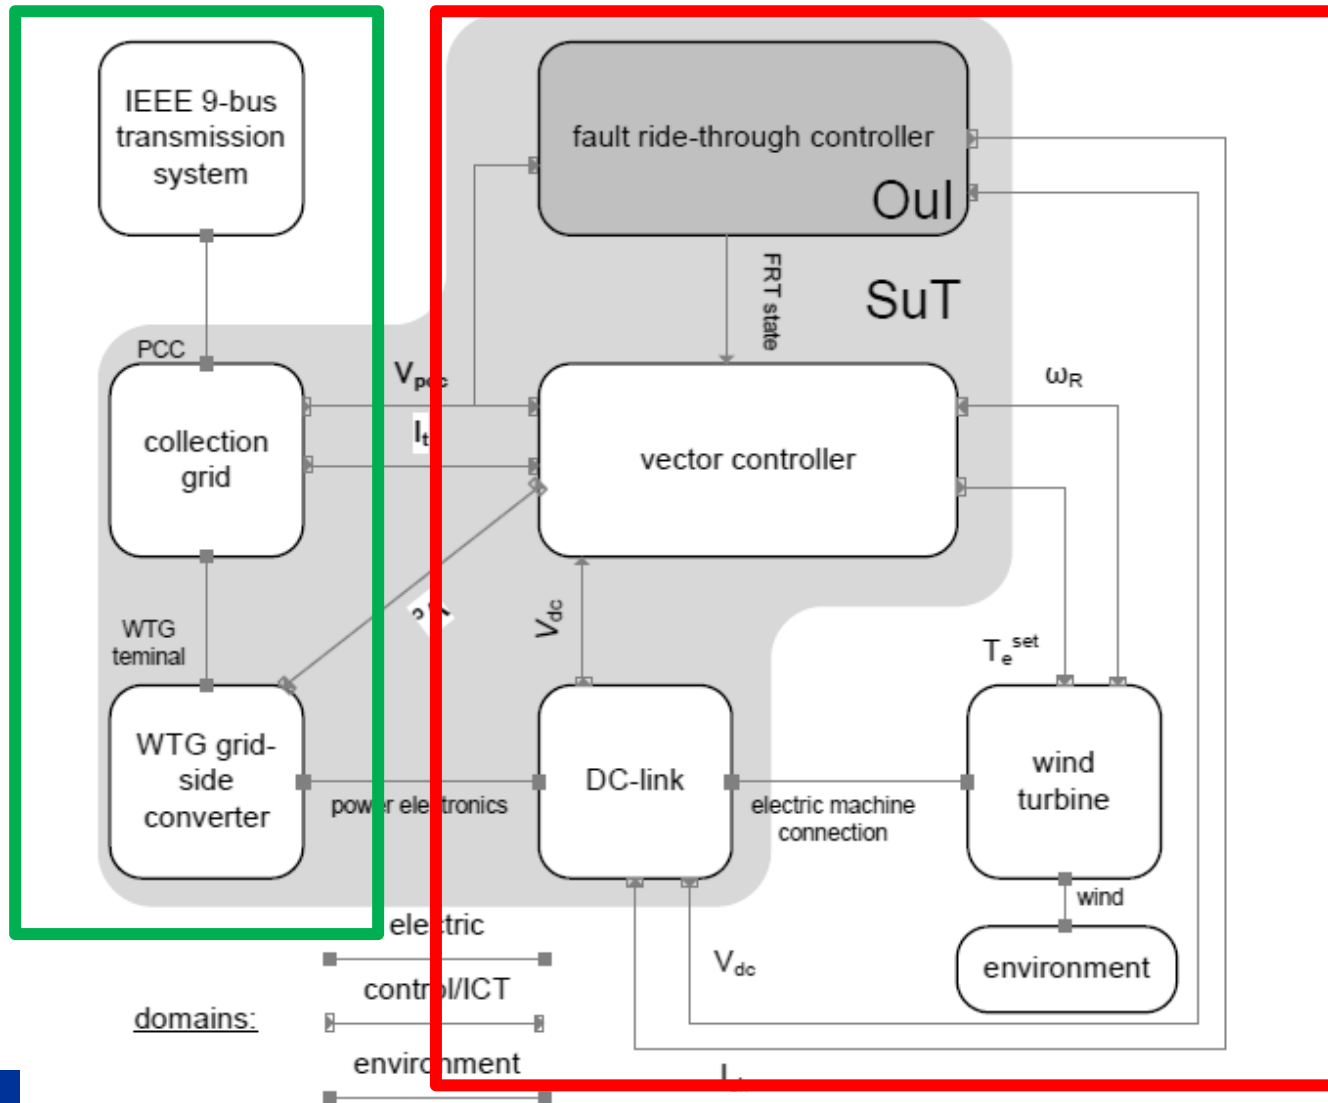 IEEE 9-bus
transmission
system
fault ride-through controller
OuI
FRT state
SuT
PCC
collection
grid
V
I
vector controller
ωR
WTG
teminal
Vdc
Te set
WTG grid-
side
converter
power electronics
DC-link
electric machine
connection
wind
turbine
wind
environment
Vdc
domains:
electric
control/ICT
environment